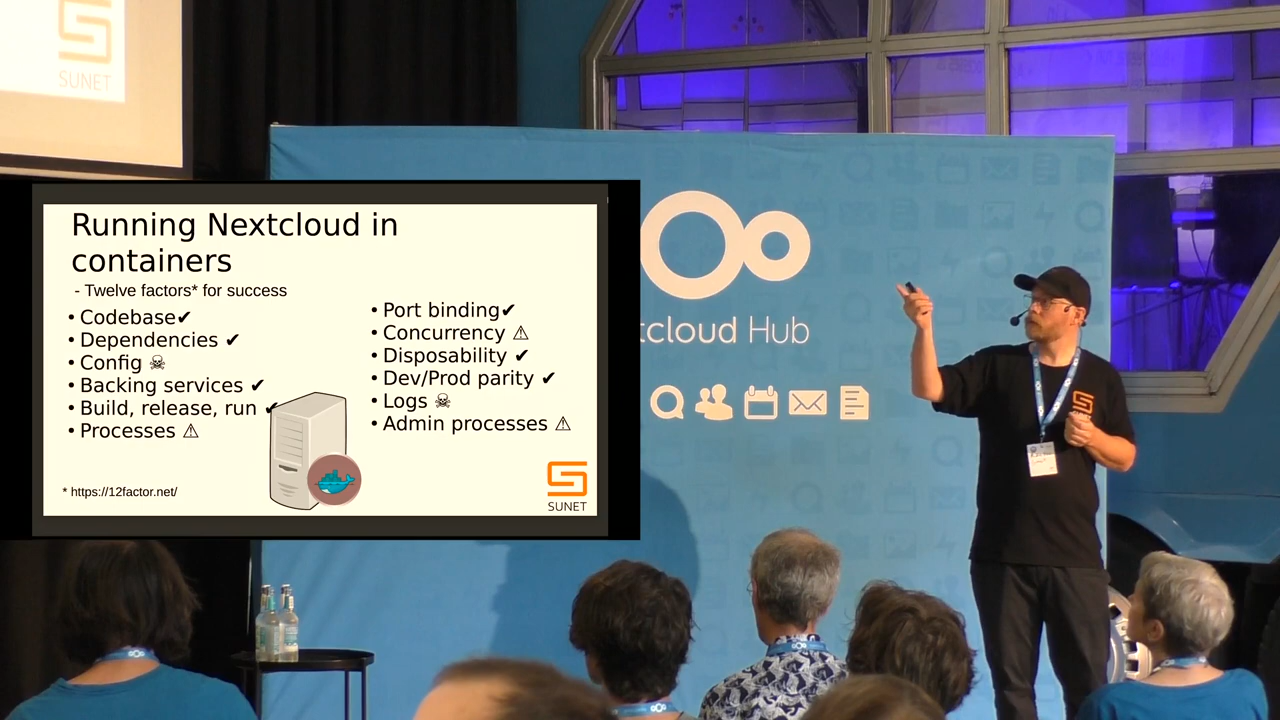 SUNET
Running Nextcloud in
containers
- Twelve factors* for success
• Codebase✔
• Dependencies ✔
• Config ☠
• Backing services ✔
• Build, release, run ✔
• Processes ⚠
• Port binding✔
• Concurrency ⚠
• Disposability ✔
• Dev/Prod parity ✔
• Logs ☠
• Admin processes ⚠
* https://12factor.net/
SUNET
tcloud Hub